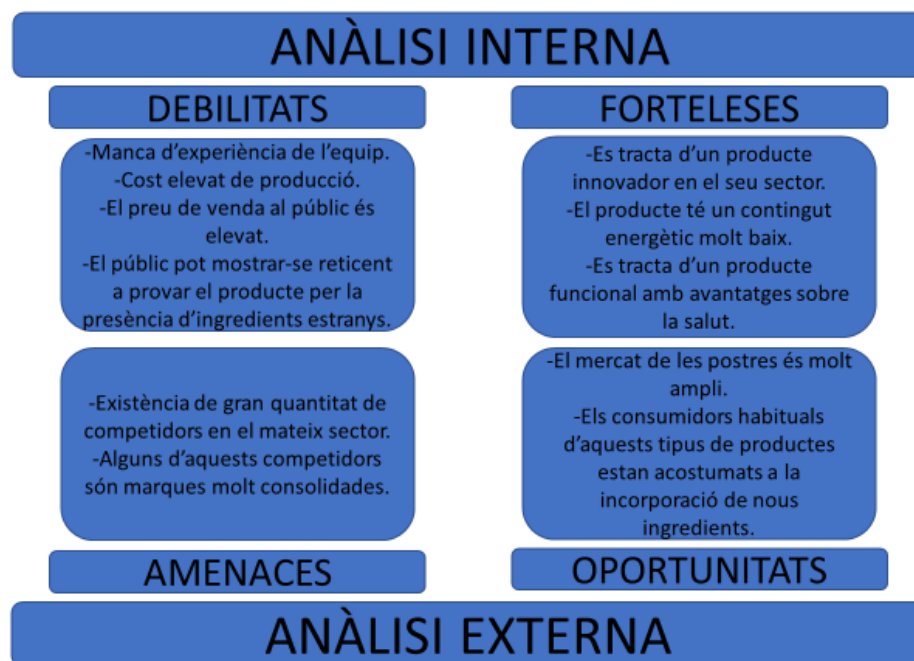 ANÀLISI INTERNA
DEBILITATS
-Manca d'experiència de l'equip.
-Cost elevat de producció.
-El preu de venda al públic és
elevat.
-El públic pot mostrar-se reticent
a provar el producte per la
presència d'ingredients estranys.
FORTELESES
-Es tracta d'un producte
innovador en el seu sector.
-El producte té un contingut
energètic molt baix.
-Es tracta d'un producte
funcional amb avantatges sobre
la salut.
-Existència de gran quantitat de
competidors en el mateix sector.
-Alguns d'aquests competidors
són marques molt consolidades.
AMENACES
-El mercat de les postres és molt
ampli.
-Els consumidors habituals
d'aquests tipus de productes
estan acostumats a la
incorporació de nous
ingredients.
OPORTUNITATS
ANÀLISI EXTERNA